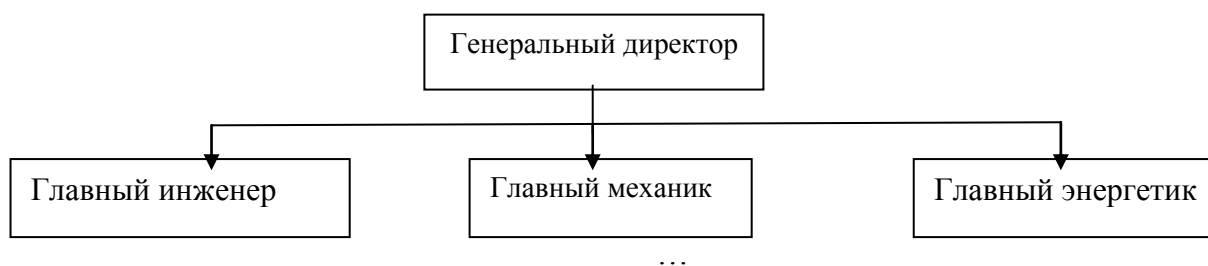 Генеральный директор
Главный инженер
Главный механик
Главный энергетик
…